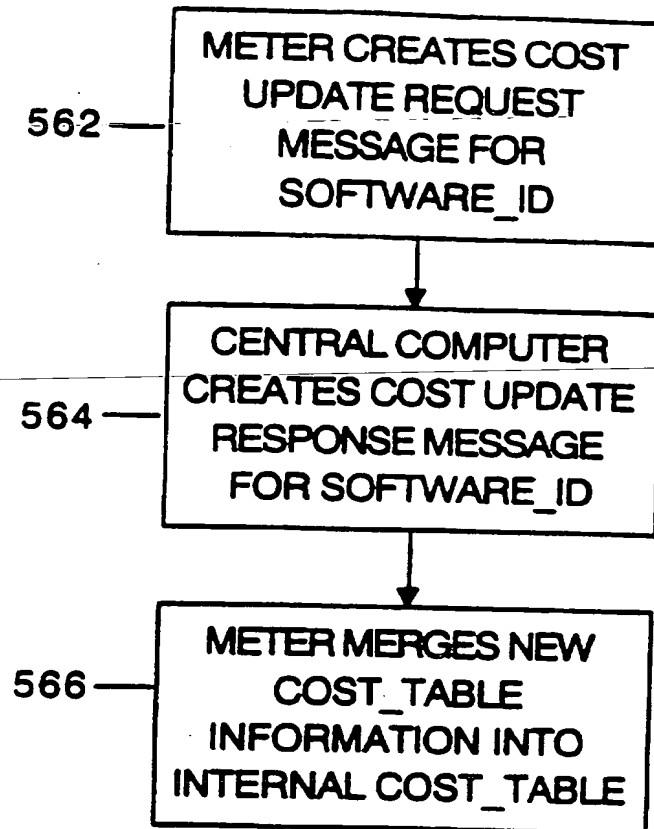 METER CREATES COST
UPDATE REQUEST
562
MESSAGE FOR
SOFTWARE_ID
CENTRAL COMPUTER
CREATES COST UPDATE
564
RESPONSE MESSAGE
FOR SOFTWARE_ID
METER MERGES NEW
566
COST_TABLE
INFORMATION INTO
INTERNAL COST_TABLE